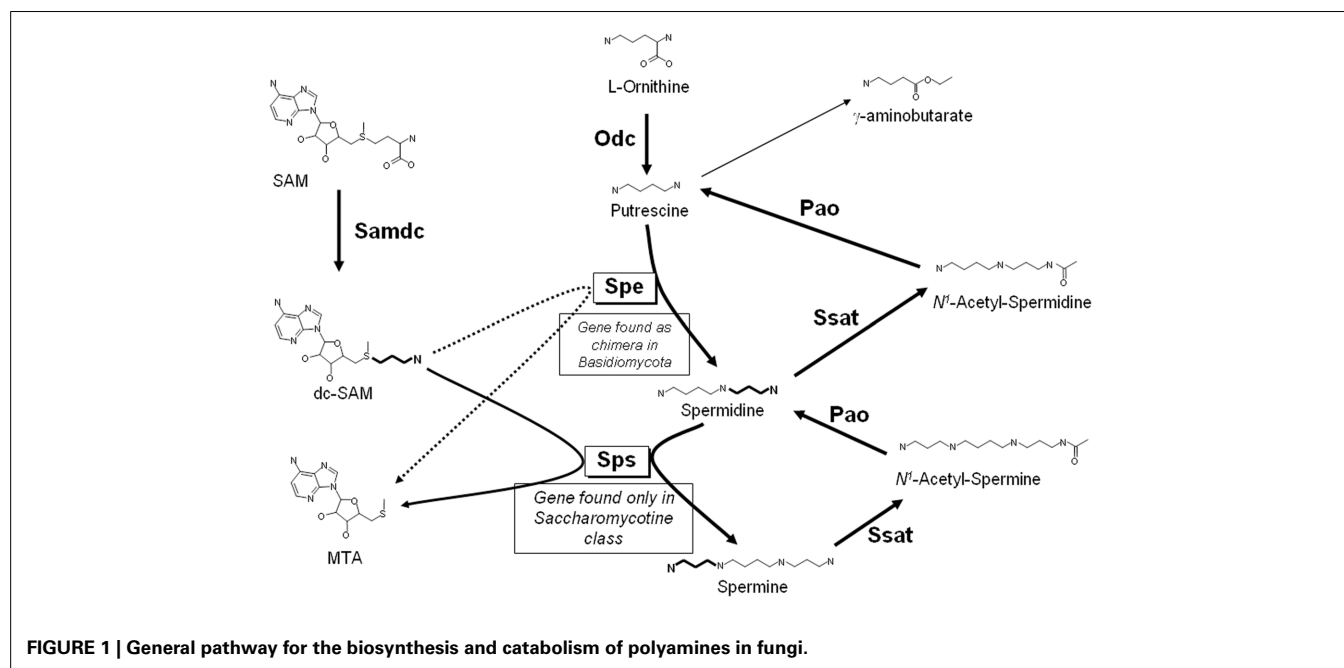 L-Ornithine
SAM
γ-aminobutarate
Odc
Putrescine
Samdc
Pao
Spe
Gene found as
chimera in
Basidiomycota
N¹-Acetyl-Spermidine
Ssat
dc-SAM
Spermidine
Pao
Sps
Gene found only in
Saccharomycotine
class
N¹-Acetyl-Spermine
Ssat
MTA
Spermine
FIGURE 1 | General pathway for the biosynthesis and catabolism of polyamines in fungi.